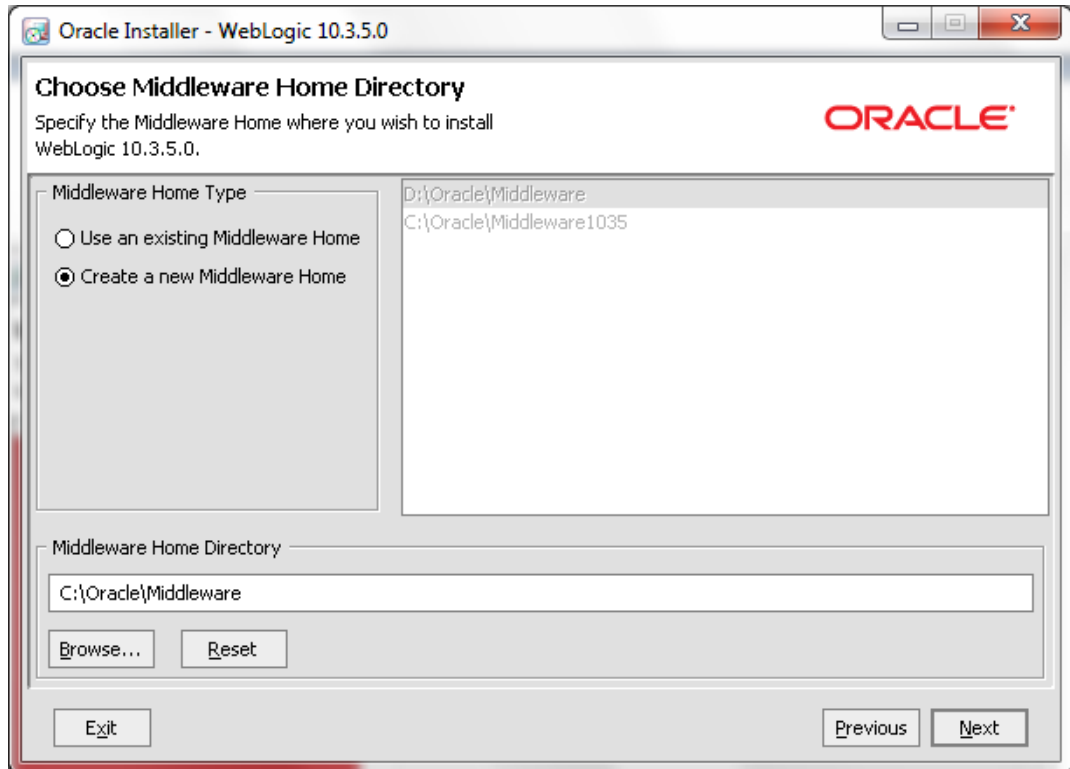 Oracle Installer - WebLogic 10.3.5.0
Choose Middleware Home Directory
Specify the Middleware Home where you wish to install
WebLogic 10.3.5.0.
ORACLE
Middleware Home Type
Use an existing Middleware Home
Create a new Middleware Home
D:\Oracle\Middleware
C:\Oracle\Middleware1035
Middleware Home Directory
C:\Oracle\Middleware
Browse...
Reset
Exit
Previous
Next